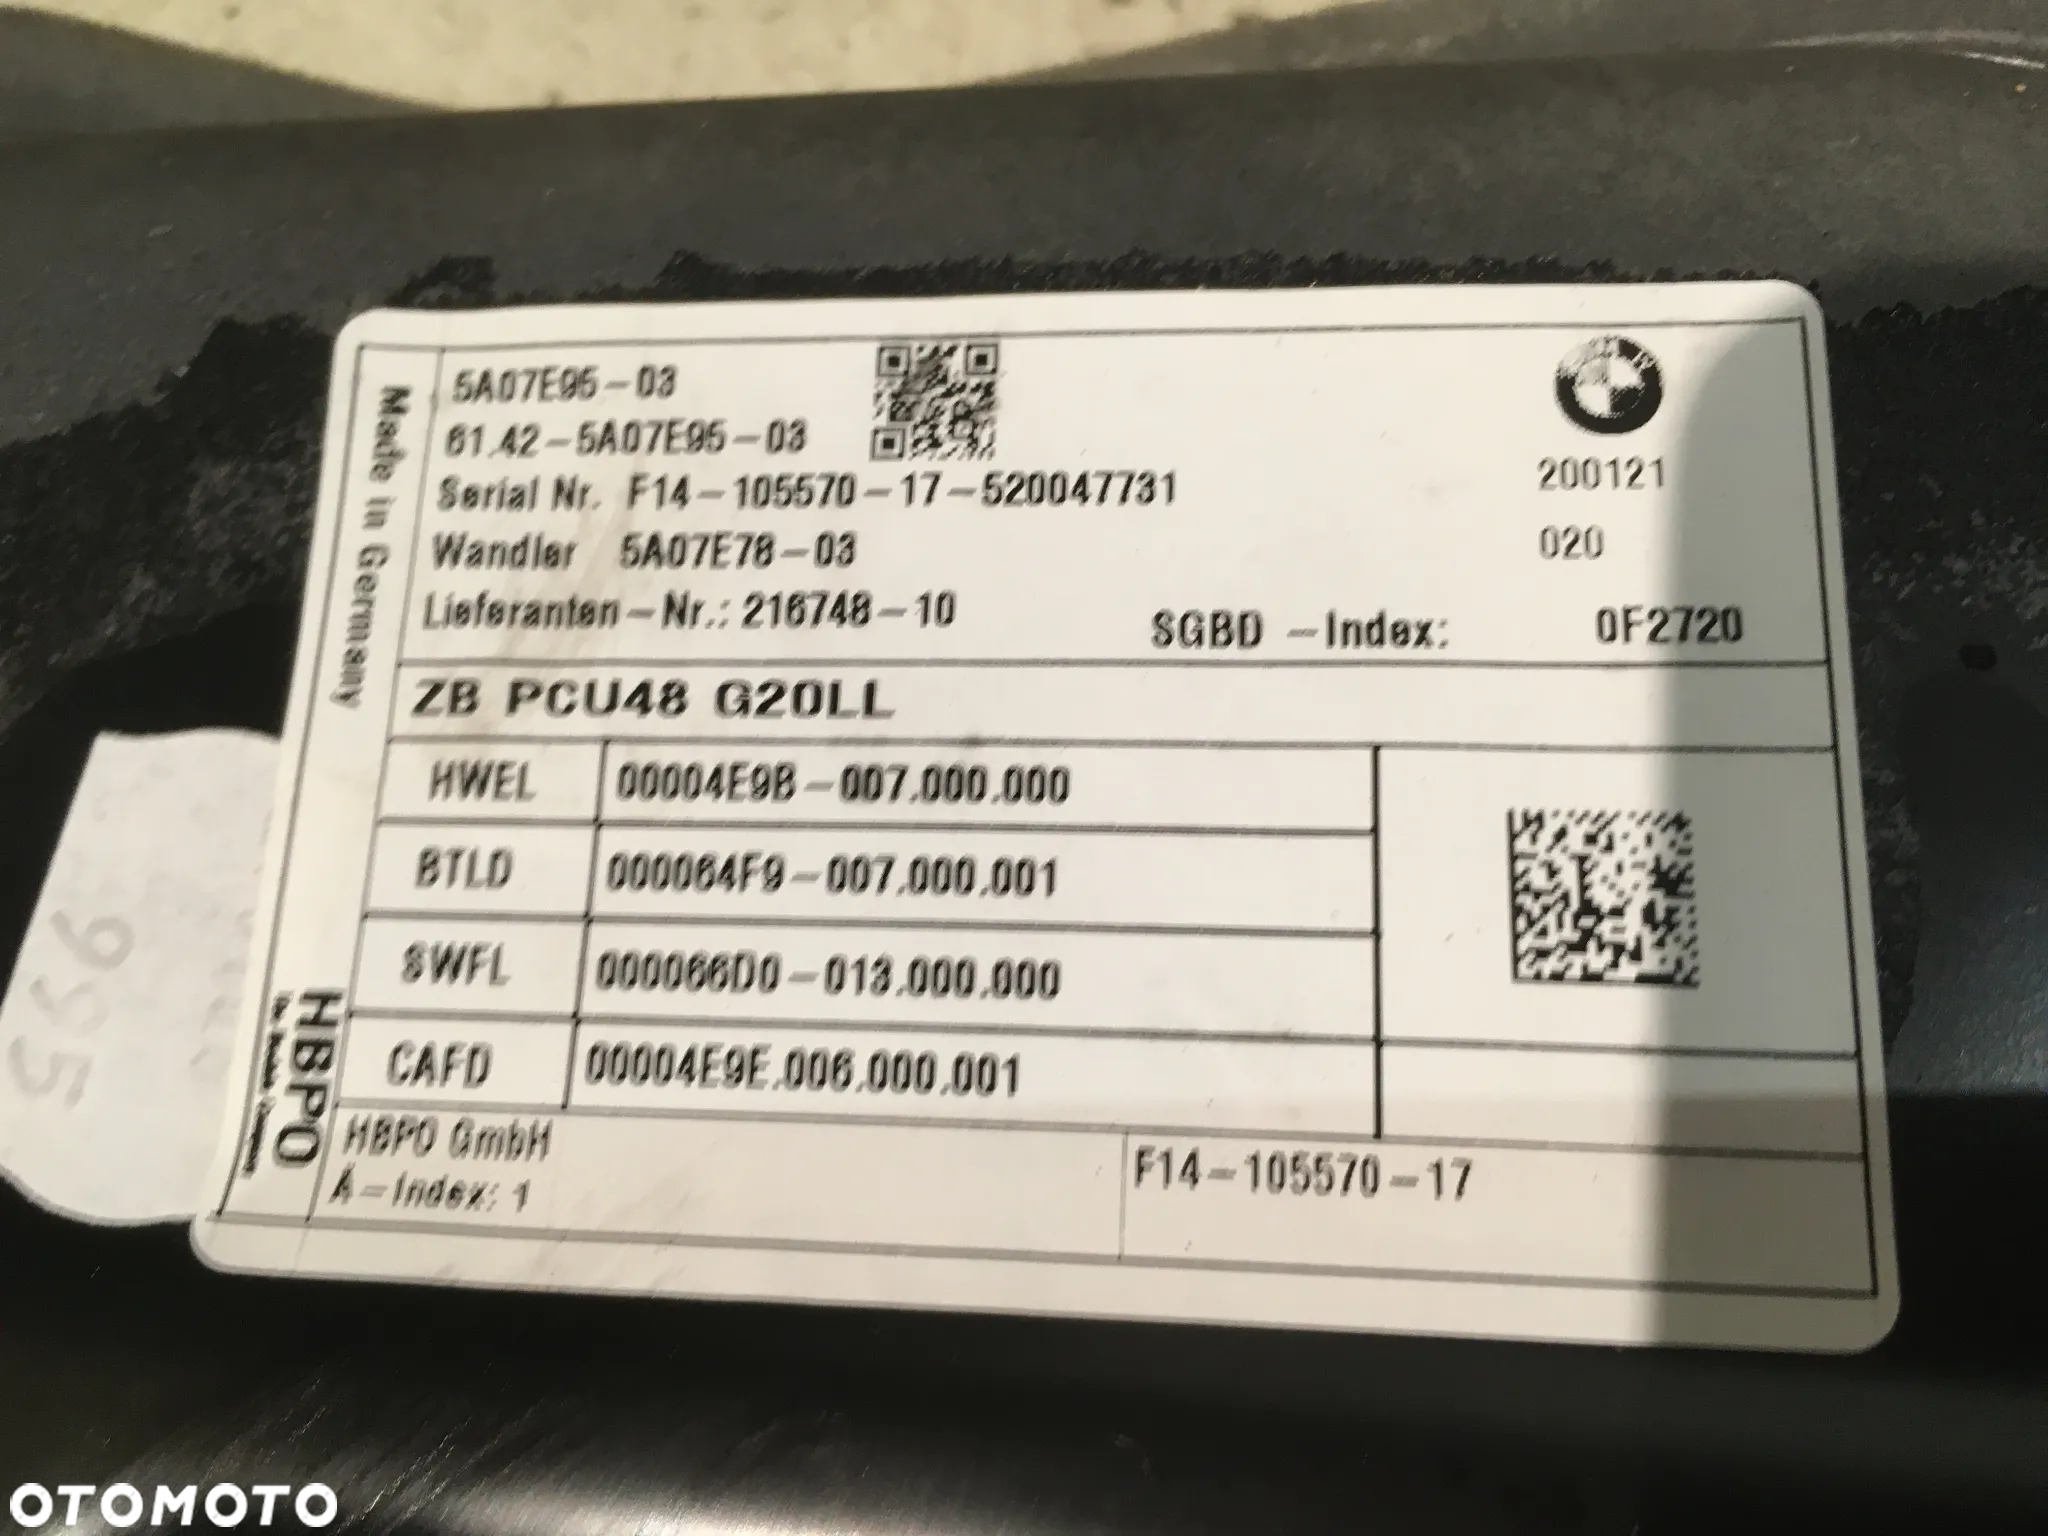 5A07E95-03
61.42-5A07E95-03
Serial Nr. F14-105570-17-520047731
Wandler 5A07E78-03
Lieferanten-Nr.: 216748-10
200121
020
SGBD -Index: 0F2720
ZB PCU48 G20LL
HWEL 00004E9B-007.000.000
BTLD 000064F9-007.000.001
SWFL 000066D0-013.000.000
CAFD 00004E9E.006.000.001
HBPO GmbH
A-Index: 1
F14-105570-17
Made in Germany
HBPO
995
OTOMOTO